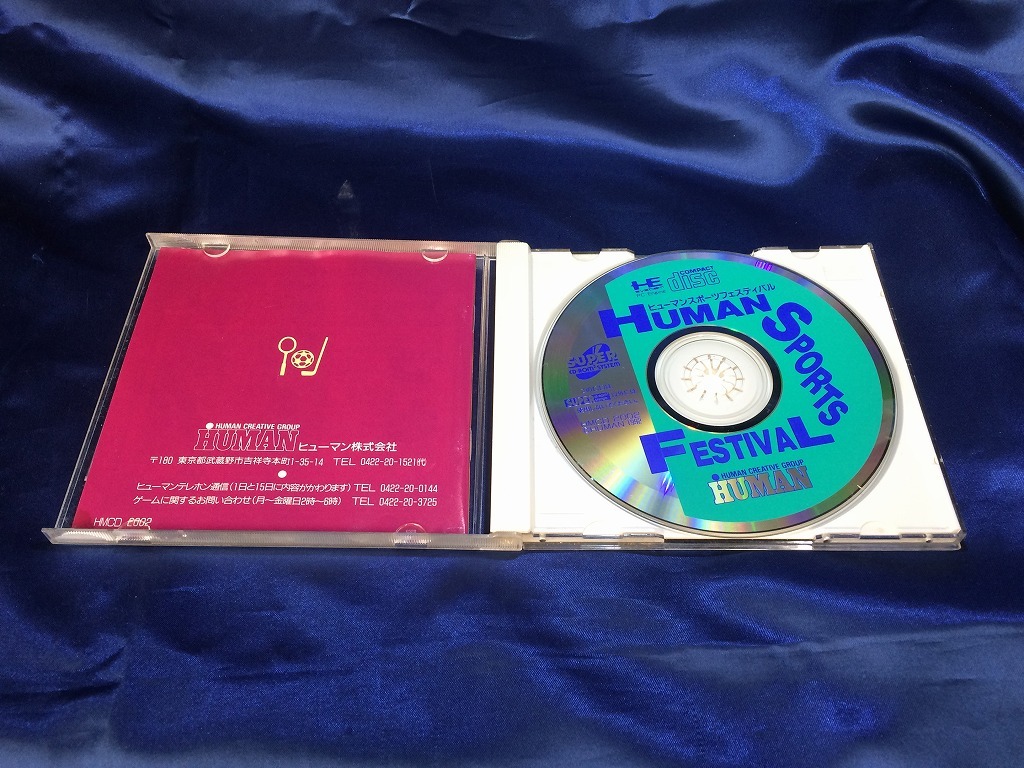 HUMAN CREATIVE GROUP
HUMAN ヒューマン株式会社
〒180 東京都武蔵野市吉祥寺本町1-35-14 TEL 0422-20-1521代
ヒューマンテレホン通信(1日と15日に内容がかわります) TEL 0422-20-0144
ゲームに関するお問い合わせ(月〜金曜日2時〜6時) TEL 0422-20-3725
HMCD 2002
HE
PC Engine
COMPACT
disc
ヒューマンスポーツフェスティバル
HUMAN
SPORTS
FESTIVAL
SUPER
CD-ROM² SYSTEM
HUMAN 1992
HUMAN CREATIVE GROUP
HUMAN